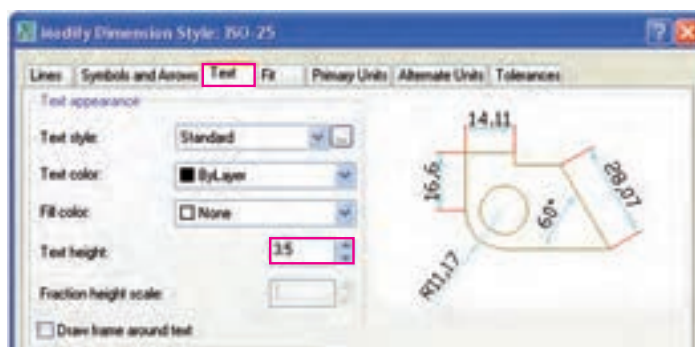 Modify Dimension Style: ISO-25
Lines Symbols and Arrows Text Fit Primary Units Alternate Units Tolerances
Text appearance
Text style: Standard ...
Text color: ByLayer
Fill color: None
Text height: 3.5
Fraction height scale:
Draw frame around text
14,11
16,6
28,07
60°
R11,17